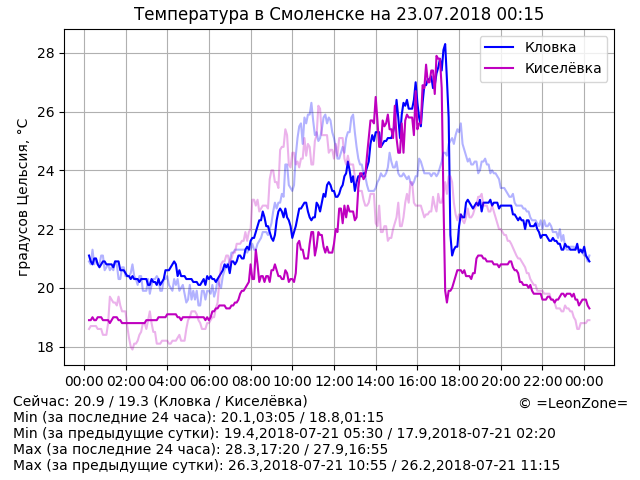 Температура в Смоленске на 23.07.2018 00:15
градусов Цельсия, °C
28
26
24
22
20
18
Кловка
Киселёвка
00:00 02:00 04:00 06:00 08:00 10:00 12:00 14:00 16:00 18:00 20:00 22:00 00:00
Сейчас: 20.9 / 19.3 (Кловка / Киселёвка)
© =LeonZone=
Min (за последние 24 часа): 20.1,03:05 / 18.8,01:15
Min (за предыдущие сутки): 19.4,2018-07-21 05:30 / 17.9,2018-07-21 02:20
Max (за последние 24 часа): 28.3,17:20 / 27.9,16:55
Max (за предыдущие сутки): 26.3,2018-07-21 10:55 / 26.2,2018-07-21 11:15